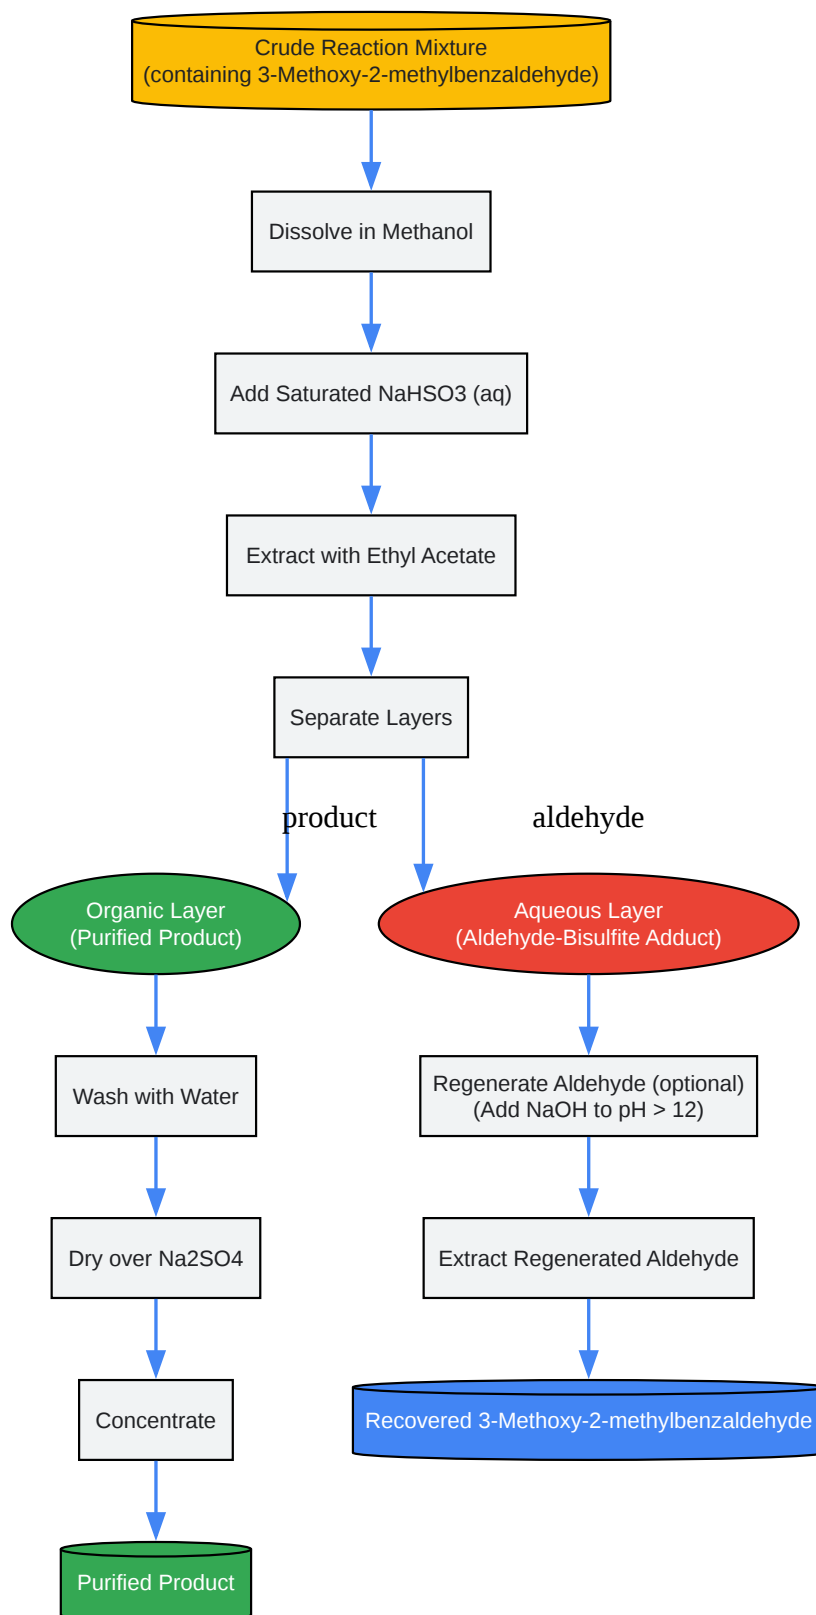 Crude Reaction Mixture
(containing 3-Methoxy-2-methylbenzaldehyde)
Dissolve in Methanol
Add Saturated NaHSO3 (aq)
Extract with Ethyl Acetate
Separate Layers
product
aldehyde
Organic Layer
(Purified Product)
Aqueous Layer
(Aldehyde-Bisulfite Adduct)
Wash with Water
Regenerate Aldehyde (optional)
(Add NaOH to pH > 12)
Dry over Na2SO4
Extract Regenerated Aldehyde
Concentrate
Recovered 3-Methoxy-2-methylbenzaldehyde
Purified Product